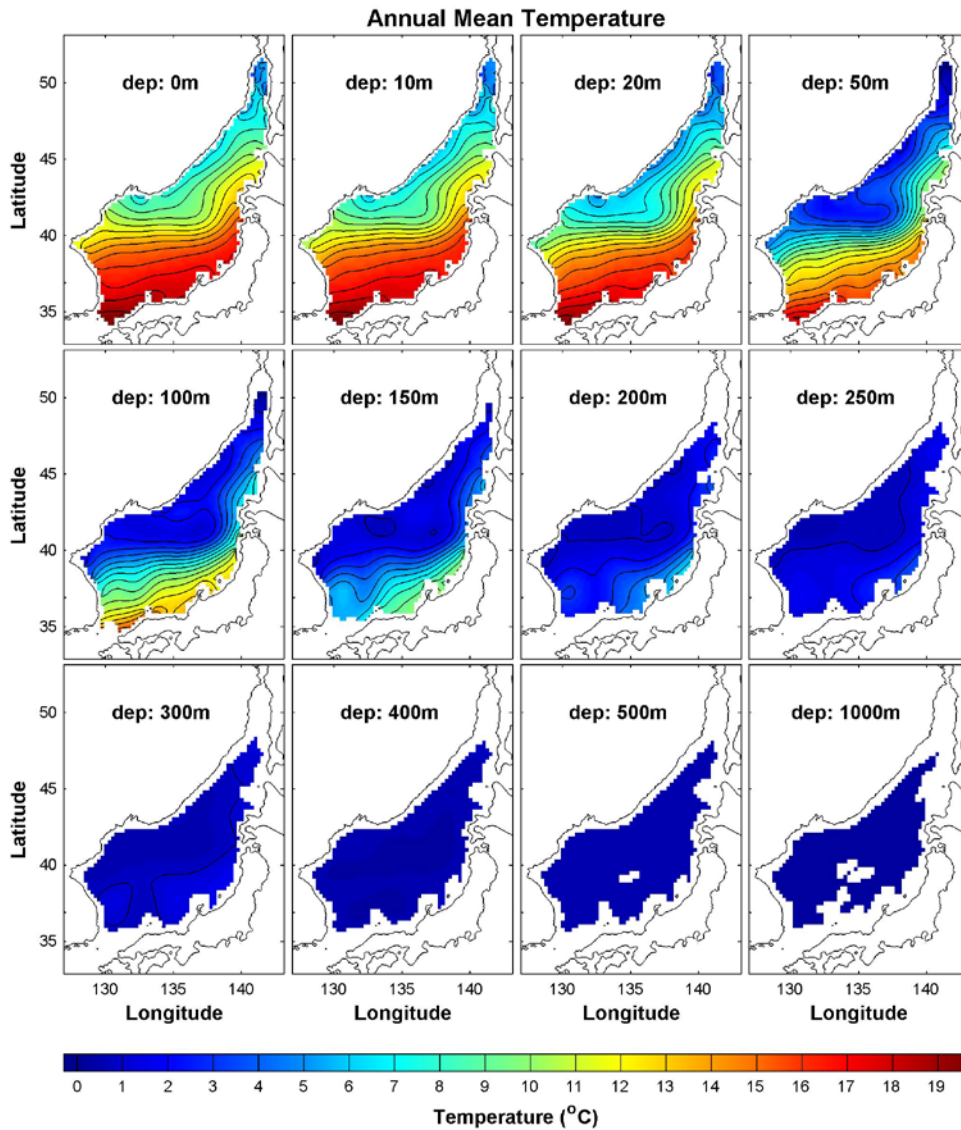 Annual Mean Temperature
dep: 0m
dep: 10m
dep: 20m
dep: 50m
50
45
40
35
Latitude
dep: 100m
dep: 150m
dep: 200m
dep: 250m
50
45
40
35
Latitude
dep: 300m
dep: 400m
dep: 500m
dep: 1000m
50
45
40
35
Latitude
130 135 140 130 135 140 130 135 140 130 135 140
Longitude Longitude Longitude Longitude
0 1 2 3 4 5 6 7 8 9 10 11 12 13 14 15 16 17 18 19
Temperature (°C)